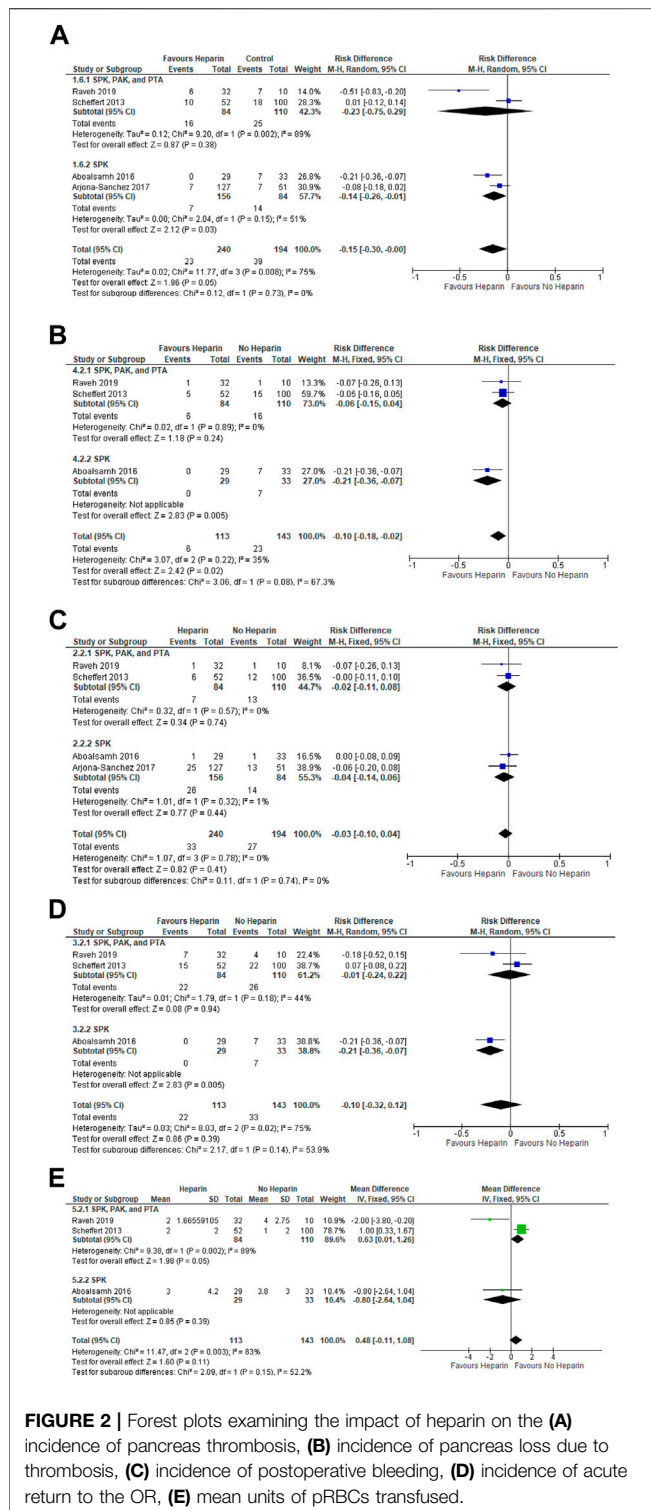 A
Favours Heparin Control Risk Difference Risk Difference
Study or Subgroup Events Total Events Total Weight M-H, Random, 95% CI M-H, Random, 95% CI
1.6.1 SPK, PAK, and PTA
Raveh 2019 6 32 7 10 14.0% -0.51 [-0.83, -0.20]
Scheffert 2013 10 52 18 100 28.3% 0.01 [-0.12, 0.14]
Subtotal (95% CI) 84 110 42.3% -0.23 [-0.75, 0.29]
Total events 16 25
Heterogeneity: Tau² = 0.12; Chi² = 9.20, df = 1 (P = 0.002); I² = 89%
Test for overall effect: Z = 0.87 (P = 0.38)
1.6.2 SPK
Aboalsamh 2016 0 29 7 33 26.8% -0.21 [-0.36, -0.07]
Arjona-Sanchez 2017 7 127 7 51 30.9% -0.08 [-0.18, 0.02]
Subtotal (95% CI) 156 84 57.7% -0.14 [-0.26, -0.01]
Total events 7 14
Heterogeneity: Tau² = 0.00; Chi² = 2.04, df = 1 (P = 0.15); I² = 51%
Test for overall effect: Z = 2.12 (P = 0.03)
Total (95% CI) 240 194 100.0% -0.15 [-0.30, -0.00]
Total events 23 39
Heterogeneity: Tau² = 0.02; Chi² = 11.77, df = 3 (P = 0.008); I² = 75%
Test for overall effect: Z = 1.96 (P = 0.05)
Test for subgroup differences: Chi² = 0.12, df = 1 (P = 0.73), I² = 0%
-1 -0.5 0 0.5 1
Favours Heparin Favours No Heparin
B
Favours Heparin No Heparin Risk Difference Risk Difference
Study or Subgroup Events Total Events Total Weight M-H, Fixed, 95% CI M-H, Fixed, 95% CI
4.2.1 SPK, PAK, and PTA
Raveh 2019 1 32 1 10 13.3% -0.07 [-0.26, 0.13]
Scheffert 2013 5 52 15 100 59.7% -0.05 [-0.16, 0.05]
Subtotal (95% CI) 84 110 73.0% -0.06 [-0.15, 0.04]
Total events 6 16
Heterogeneity: Chi² = 0.02, df = 1 (P = 0.89); I² = 0%
Test for overall effect: Z = 1.18 (P = 0.24)
4.2.2 SPK
Aboalsamh 2016 0 29 7 33 27.0% -0.21 [-0.36, -0.07]
Subtotal (95% CI) 29 33 27.0% -0.21 [-0.36, -0.07]
Total events 0 7
Heterogeneity: Not applicable
Test for overall effect: Z = 2.83 (P = 0.005)
Total (95% CI) 113 143 100.0% -0.10 [-0.18, -0.02]
Total events 6 23
Heterogeneity: Chi² = 3.07, df = 2 (P = 0.22); I² = 35%
Test for overall effect: Z = 2.42 (P = 0.02)
Test for subgroup differences: Chi² = 3.06, df = 1 (P = 0.08), I² = 67.3%
-1 -0.5 0 0.5 1
Favours Heparin Favours No Heparin
C
Heparin No Heparin Risk Difference Risk Difference
Study or Subgroup Events Total Events Total Weight M-H, Fixed, 95% CI M-H, Fixed, 95% CI
2.2.1 SPK, PAK, and PTA
Raveh 2019 1 32 1 10 8.1% -0.07 [-0.26, 0.13]
Scheffert 2013 6 52 12 100 36.5% -0.00 [-0.11, 0.10]
Subtotal (95% CI) 84 110 44.7% -0.02 [-0.11, 0.08]
Total events 7 13
Heterogeneity: Chi² = 0.32, df = 1 (P = 0.57); I² = 0%
Test for overall effect: Z = 0.34 (P = 0.74)
2.2.2 SPK
Aboalsamh 2016 1 29 1 33 16.5% 0.00 [-0.08, 0.09]
Arjona-Sanchez 2017 25 127 13 51 38.9% -0.06 [-0.20, 0.08]
Subtotal (95% CI) 156 84 55.3% -0.04 [-0.14, 0.06]
Total events 26 14
Heterogeneity: Chi² = 1.01, df = 1 (P = 0.32); I² = 1%
Test for overall effect: Z = 0.77 (P = 0.44)
Total (95% CI) 240 194 100.0% -0.03 [-0.10, 0.04]
Total events 33 27
Heterogeneity: Chi² = 1.07, df = 3 (P = 0.78); I² = 0%
Test for overall effect: Z = 0.82 (P = 0.41)
Test for subgroup differences: Chi² = 0.11, df = 1 (P = 0.74), I² = 0%
-1 -0.5 0 0.5 1
Favours Heparin Favours No Heparin
D
Favours Heparin No Heparin Risk Difference Risk Difference
Study or Subgroup Events Total Events Total Weight M-H, Random, 95% CI M-H, Random, 95% CI
3.2.1 SPK, PAK, and PTA
Raveh 2019 7 32 4 10 22.4% -0.18 [-0.52, 0.15]
Scheffert 2013 15 52 22 100 38.7% 0.07 [-0.08, 0.22]
Subtotal (95% CI) 84 110 61.2% -0.01 [-0.24, 0.22]
Total events 22 26
Heterogeneity: Tau² = 0.01; Chi² = 1.79, df = 1 (P = 0.18); I² = 44%
Test for overall effect: Z = 0.08 (P = 0.94)
3.2.2 SPK
Aboalsamh 2016 0 29 7 33 38.8% -0.21 [-0.36, -0.07]
Subtotal (95% CI) 29 33 38.8% -0.21 [-0.36, -0.07]
Total events 0 7
Heterogeneity: Not applicable
Test for overall effect: Z = 2.83 (P = 0.005)
Total (95% CI) 113 143 100.0% -0.10 [-0.32, 0.12]
Total events 22 33
Heterogeneity: Tau² = 0.03; Chi² = 8.03, df = 2 (P = 0.02); I² = 75%
Test for overall effect: Z = 0.86 (P = 0.39)
Test for subgroup differences: Chi² = 2.17, df = 1 (P = 0.14), I² = 53.9%
-1 -0.5 0 0.5 1
Favours Heparin Favours No Heparin
E
Heparin No Heparin Mean Difference Mean Difference
Study or Subgroup Mean SD Total Mean SD Total Weight IV, Fixed, 95% CI IV, Fixed, 95% CI
5.2.1 SPK, PAK and PTA
Raveh 2019 2 1.66559105 32 4 2.75 10 10.9% -2.00 [-3.80, -0.20]
Scheffert 2013 2 2 52 1 2 100 78.7% 1.00 [0.33, 1.67]
Subtotal (95% CI) 84 110 89.6% 0.63 [0.01, 1.26]
Heterogeneity: Chi² = 9.38, df = 1 (P = 0.002); I² = 89%
Test for overall effect: Z = 1.98 (P = 0.05)
5.2.2 SPK
Aboalsamh 2016 3 4.2 29 3.8 3 33 10.4% -0.80 [-2.64, 1.04]
Subtotal (95% CI) 29 33 10.4% -0.80 [-2.64, 1.04]
Heterogeneity: Not applicable
Test for overall effect: Z = 0.85 (P = 0.39)
Total (95% CI) 113 143 100.0% 0.48 [-0.11, 1.08]
Heterogeneity: Chi² = 11.47, df = 2 (P = 0.003); I² = 83%
Test for overall effect: Z = 1.60 (P = 0.11)
Test for subgroup differences: Chi² = 2.09, df = 1 (P = 0.15), I² = 52.2%
-4 -2 0 2 4
Favours Heparin Favours No Heparin
FIGURE 2 | Forest plots examining the impact of heparin on the (A)
incidence of pancreas thrombosis, (B) incidence of pancreas loss due to
thrombosis, (C) incidence of postoperative bleeding, (D) incidence of acute
return to the OR, (E) mean units of pRBCs transfused.